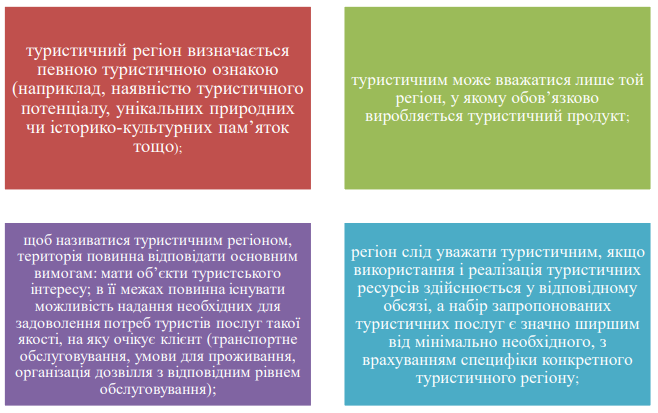 туристичний регіон визначається
певною туристичною ознакою
(наприклад, наявністю туристичного
потенціалу, унікальних природних
чи історико-культурних пам’яток
тощо);
туристичним може вважатися лише той
регіон, у якому обов’язково
виробляється туристичний продукт;
щоб називатися туристичним регіоном,
територія повинна відповідати основним
вимогам: мати об’єкти туристського
інтересу; в її межах повинна існувати
можливість надання необхідних для
задоволення потреб туристів послуг такої
якості, на яку очікує клієнт (транспортне
обслуговування, умови для проживання,
організація дозвілля з відповідним рівнем
обслуговування);
регіон слід уважати туристичним, якщо
використання і реалізація туристичних
ресурсів здійснюється у відповідному
обсязі, а набір запропонованих
туристичних послуг є значно ширшим
від мінімально необхідного, з
врахуванням специфіки конкретного
туристичного регіону;